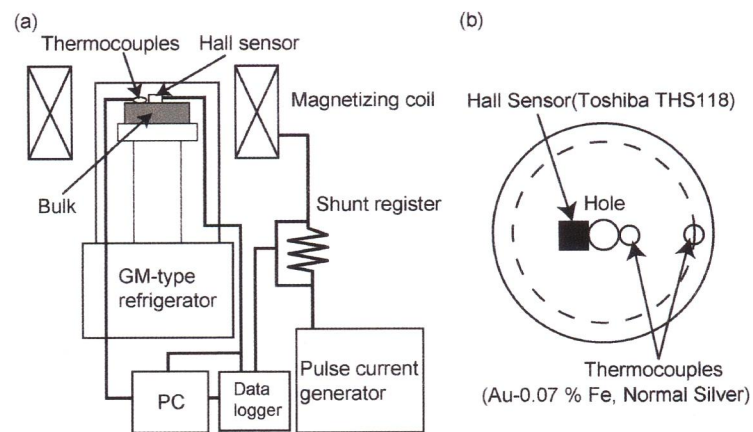 (a)
Thermocouples
Hall sensor
Magnetizing coil
Bulk
Shunt register
GM-type
refrigerator
Pulse current
generator
PC
Data
logger
(b)
Hall Sensor(Toshiba THS118)
Hole
Thermocouples
(Au-0.07 % Fe, Normal Silver)